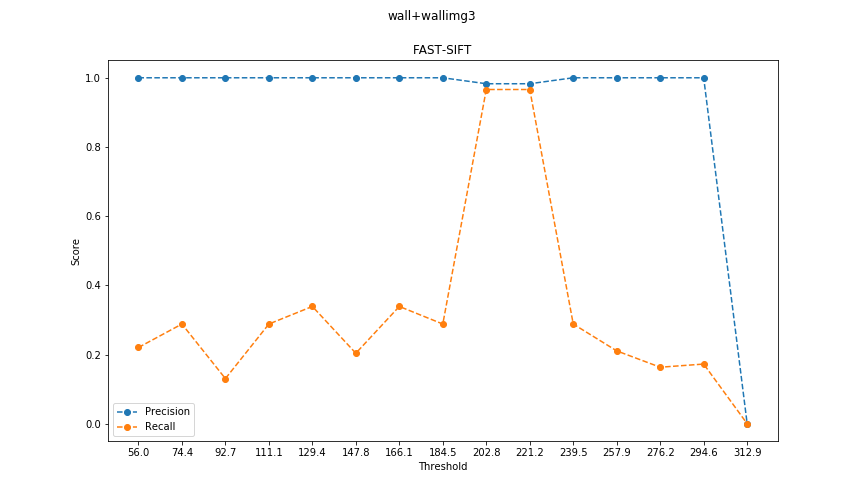 wall+wallimg3
FAST-SIFT
1.0
0.8
0.6
0.4
0.2
0.0
Score
Precision
Recall
56.0 74.4 92.7 111.1 129.4 147.8 166.1 184.5 202.8 221.2 239.5 257.9 276.2 294.6 312.9
Threshold